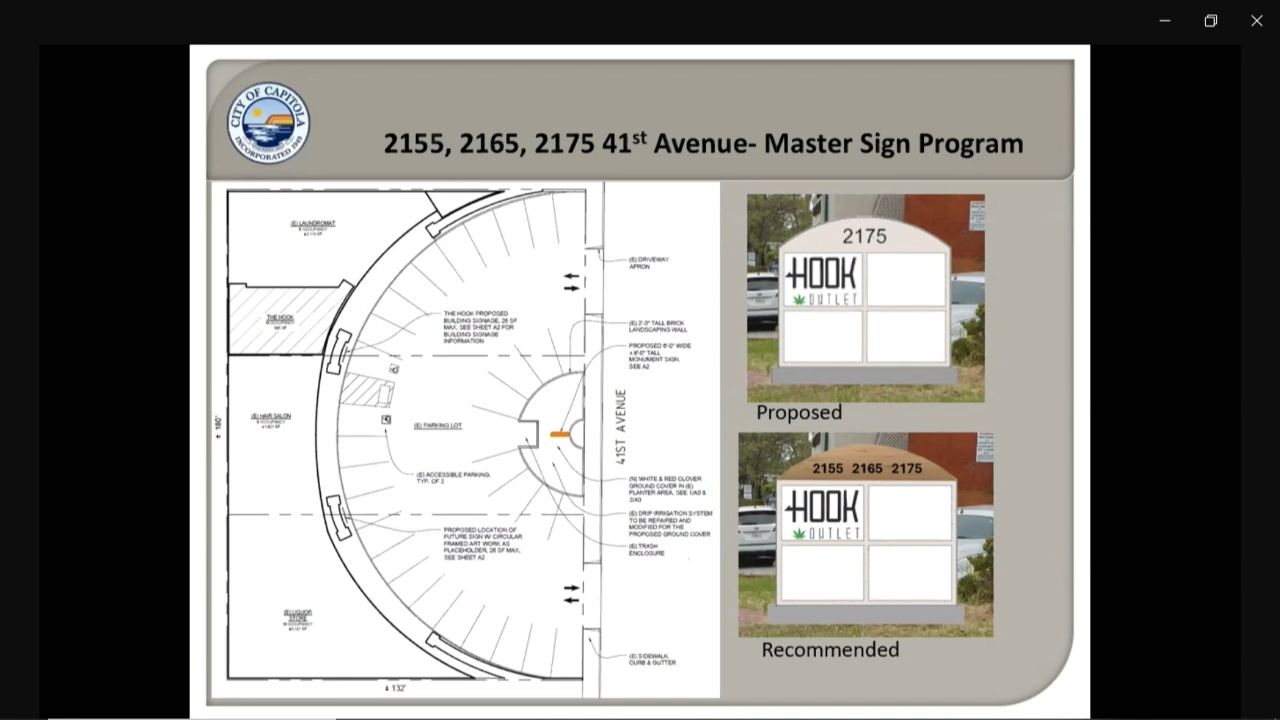 CITY OF CAPITOLA
INCORPORATED 1949
2155, 2165, 2175 41st Avenue- Master Sign Program
(E) LAUNDROMAT
B OCCUPANCY
THE HOOK
B OCCUPANCY
(E) HAIR SALON
B OCCUPANCY
(E) LIQUOR
STORE
B OCCUPANCY
± 180'
± 132'
THE HOOK PROPOSED
BUILDING SIGNAGE, 28 SF
MAX. SEE SHEET A2 FOR
BUILDING SIGNAGE
INFORMATION
(E) PARKING LOT
(E) ACCESSIBLE PARKING,
TYP. OF 2
PROPOSED LOCATION OF
FUTURE SIGN W/ CIRCULAR
FRAMED ART WORK AS
PLACEHOLDER, 26 SF MAX,
SEE SHEET A2
(E) DRIVEWAY
APRON
(E) 2'-3" TALL BRICK
LANDSCAPING WALL
PROPOSED 6'-0" WIDE
TALL
MONUMENT SIGN.
SEE A2
41ST AVENUE
(N) WHITE & RED CLOVER
GROUND COVER IN (E)
PLANTER AREA, SEE 1/A0 &
2/A0
(E) DRIP IRRIGATION SYSTEM
TO BE REPAIRED AND
MODIFIED FOR THE
PROPOSED GROUND COVER
(E) TRASH
ENCLOSURE
(E) SIDEWALK,
CURB & GUTTER
2175
HOOK
OUTLET
Proposed
2155 2165 2175
HOOK
OUTLET
Recommended